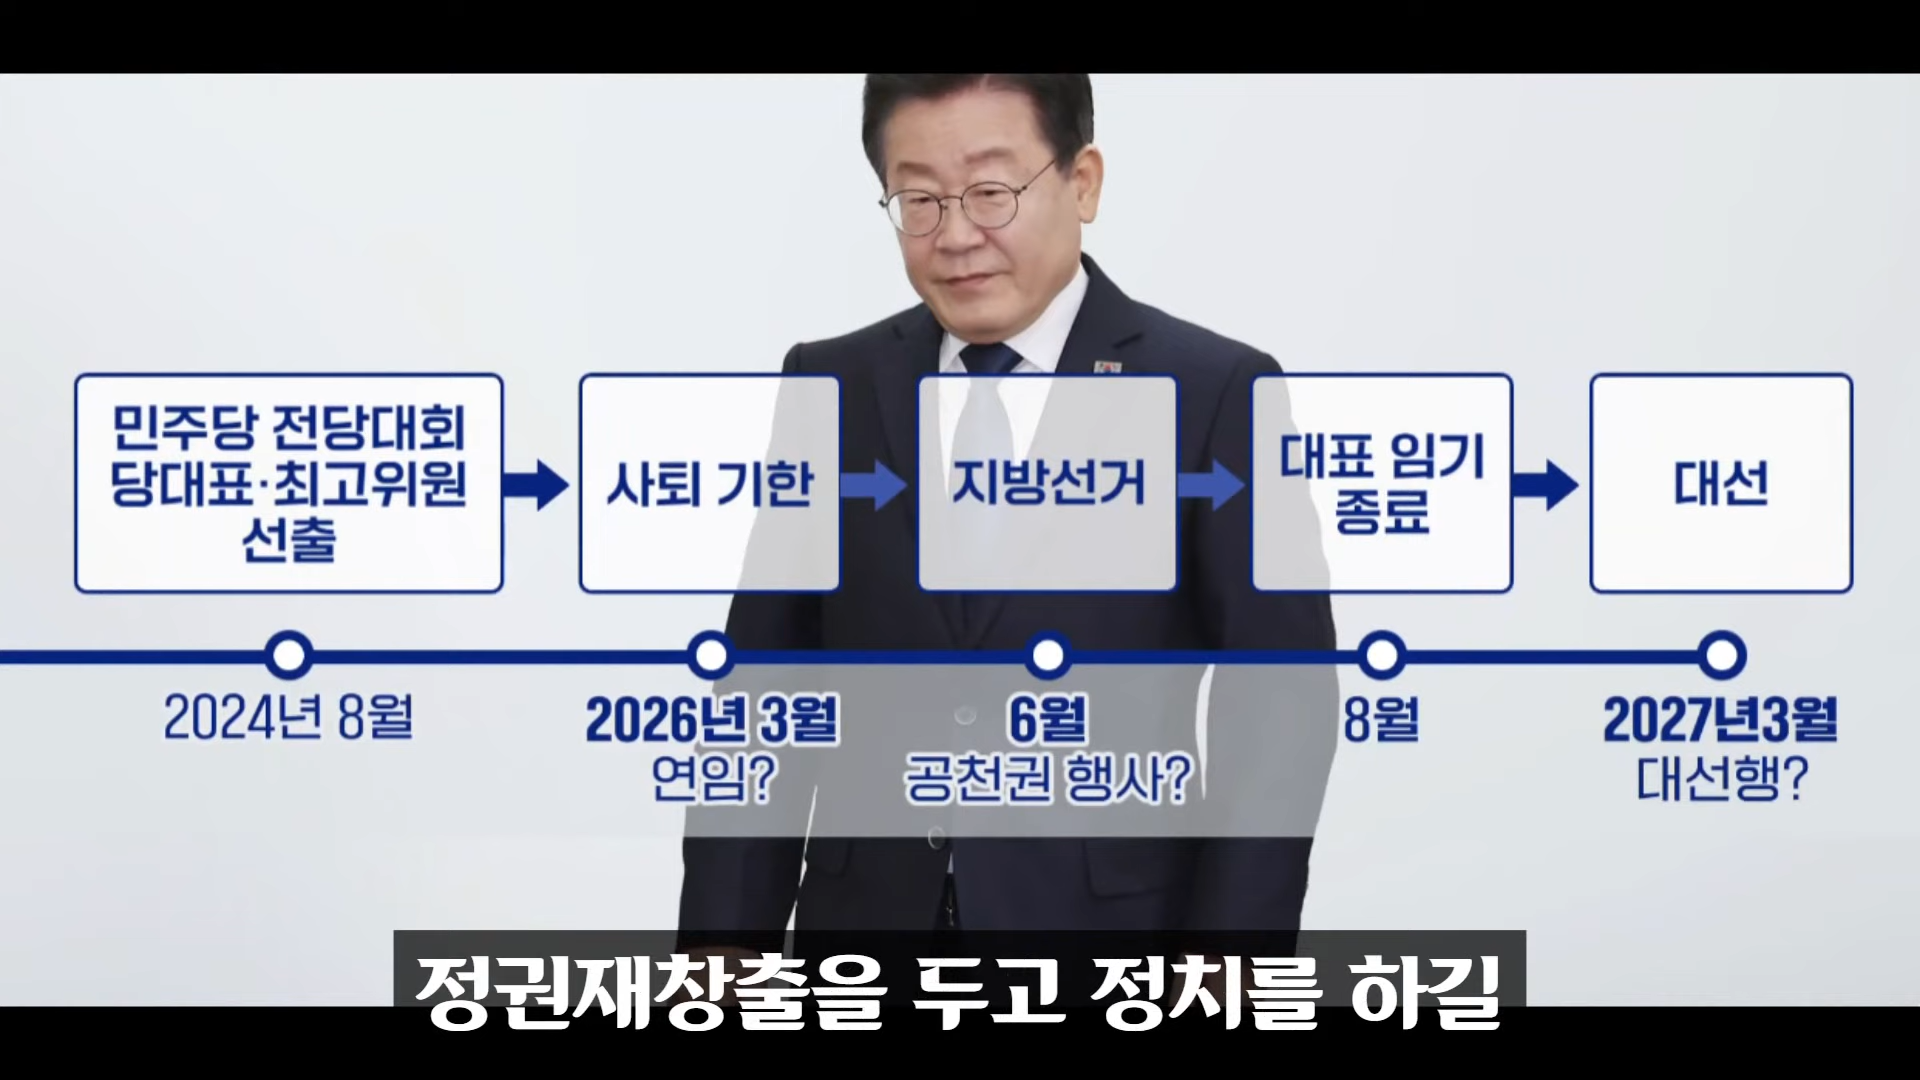 민주당 전당대회
당대표·최고위원
선출
사퇴 기한
지방선거
대표 임기
종료
대선
2024년 8월
2026년 3월
연임?
6월
공천권 행사?
8월
2027년3월
대선행?
정권재창출을 두고 정치를 하길